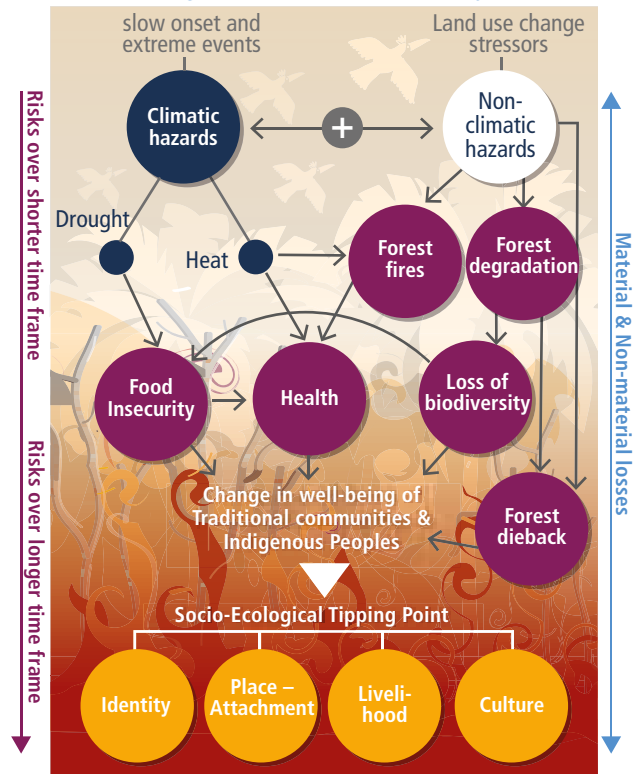 slow onset and
extreme events
Land use change
stressors
Climatic
hazards
+
Non-
climatic
hazards
Drought
Heat
Forest
fires
Forest
degradation
Food
Insecurity
Health
Loss of
biodiversity
Change in well-being of
Traditional communities &
Indigenous Peoples
Forest
dieback
Socio-Ecological Tipping Point
Identity
Place –
Attachment
Liveli-
hood
Culture
Risks over shorter time frame
Risks over longer time frame
Material & Non-material losses